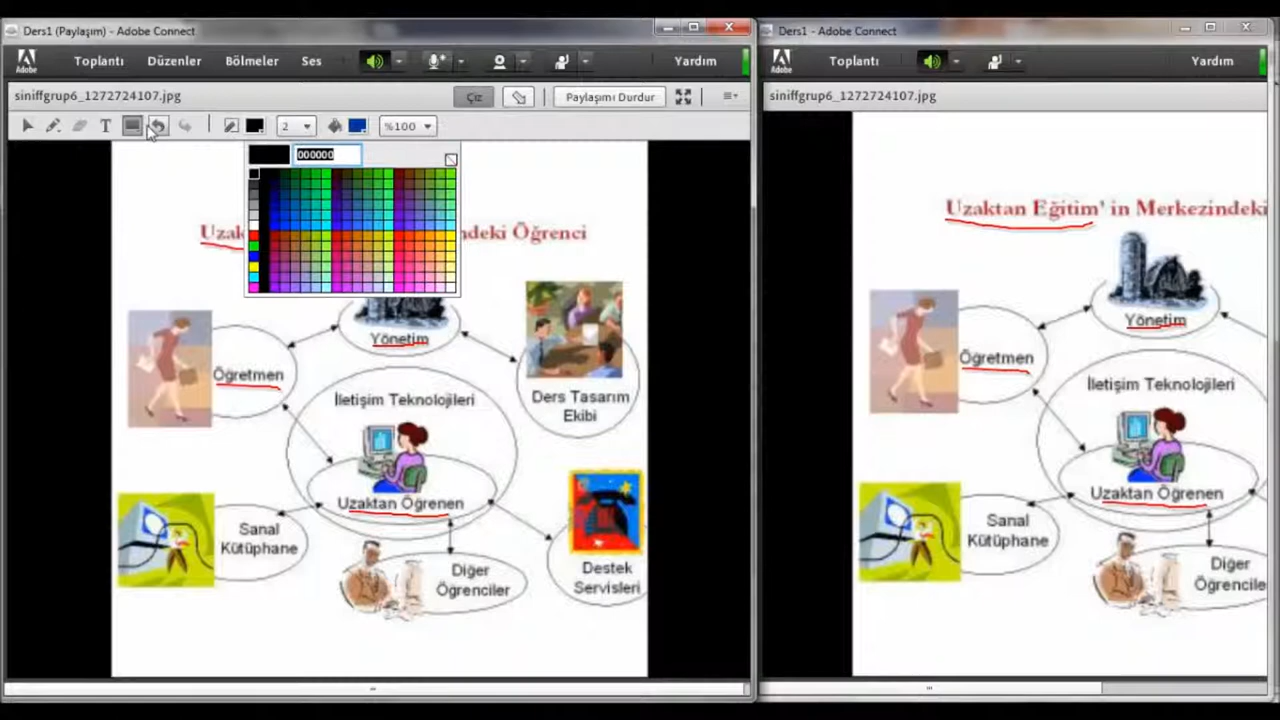 Ders1 (Paylaşım) - Adobe Connect
Adobe
Toplantı
Düzenler
Bölmeler
Ses
Yardım
siniffgrup6_1272724107.jpg
Çiz
Paylaşımı Durdur
T
2
%100
000000
Uzak
ndeki Öğrenci
Yönetim
Öğretmen
İletişim Teknolojileri
Ders Tasarım
Ekibi
Uzaktan Öğrenen
Sanal
Kütüphane
Diğer
Öğrenciler
Destek
Servisleri
Ders1 - Adobe Connect
Adobe
Toplantı
Yardım
siniffgrup6_1272724107.jpg
Uzaktan Eğitim' in Merkezindeki
Yönetim
Öğretmen
İletişim Teknolojileri
Uzaktan Öğrenen
Sanal
Kütüphane
Diğer
Öğrencile